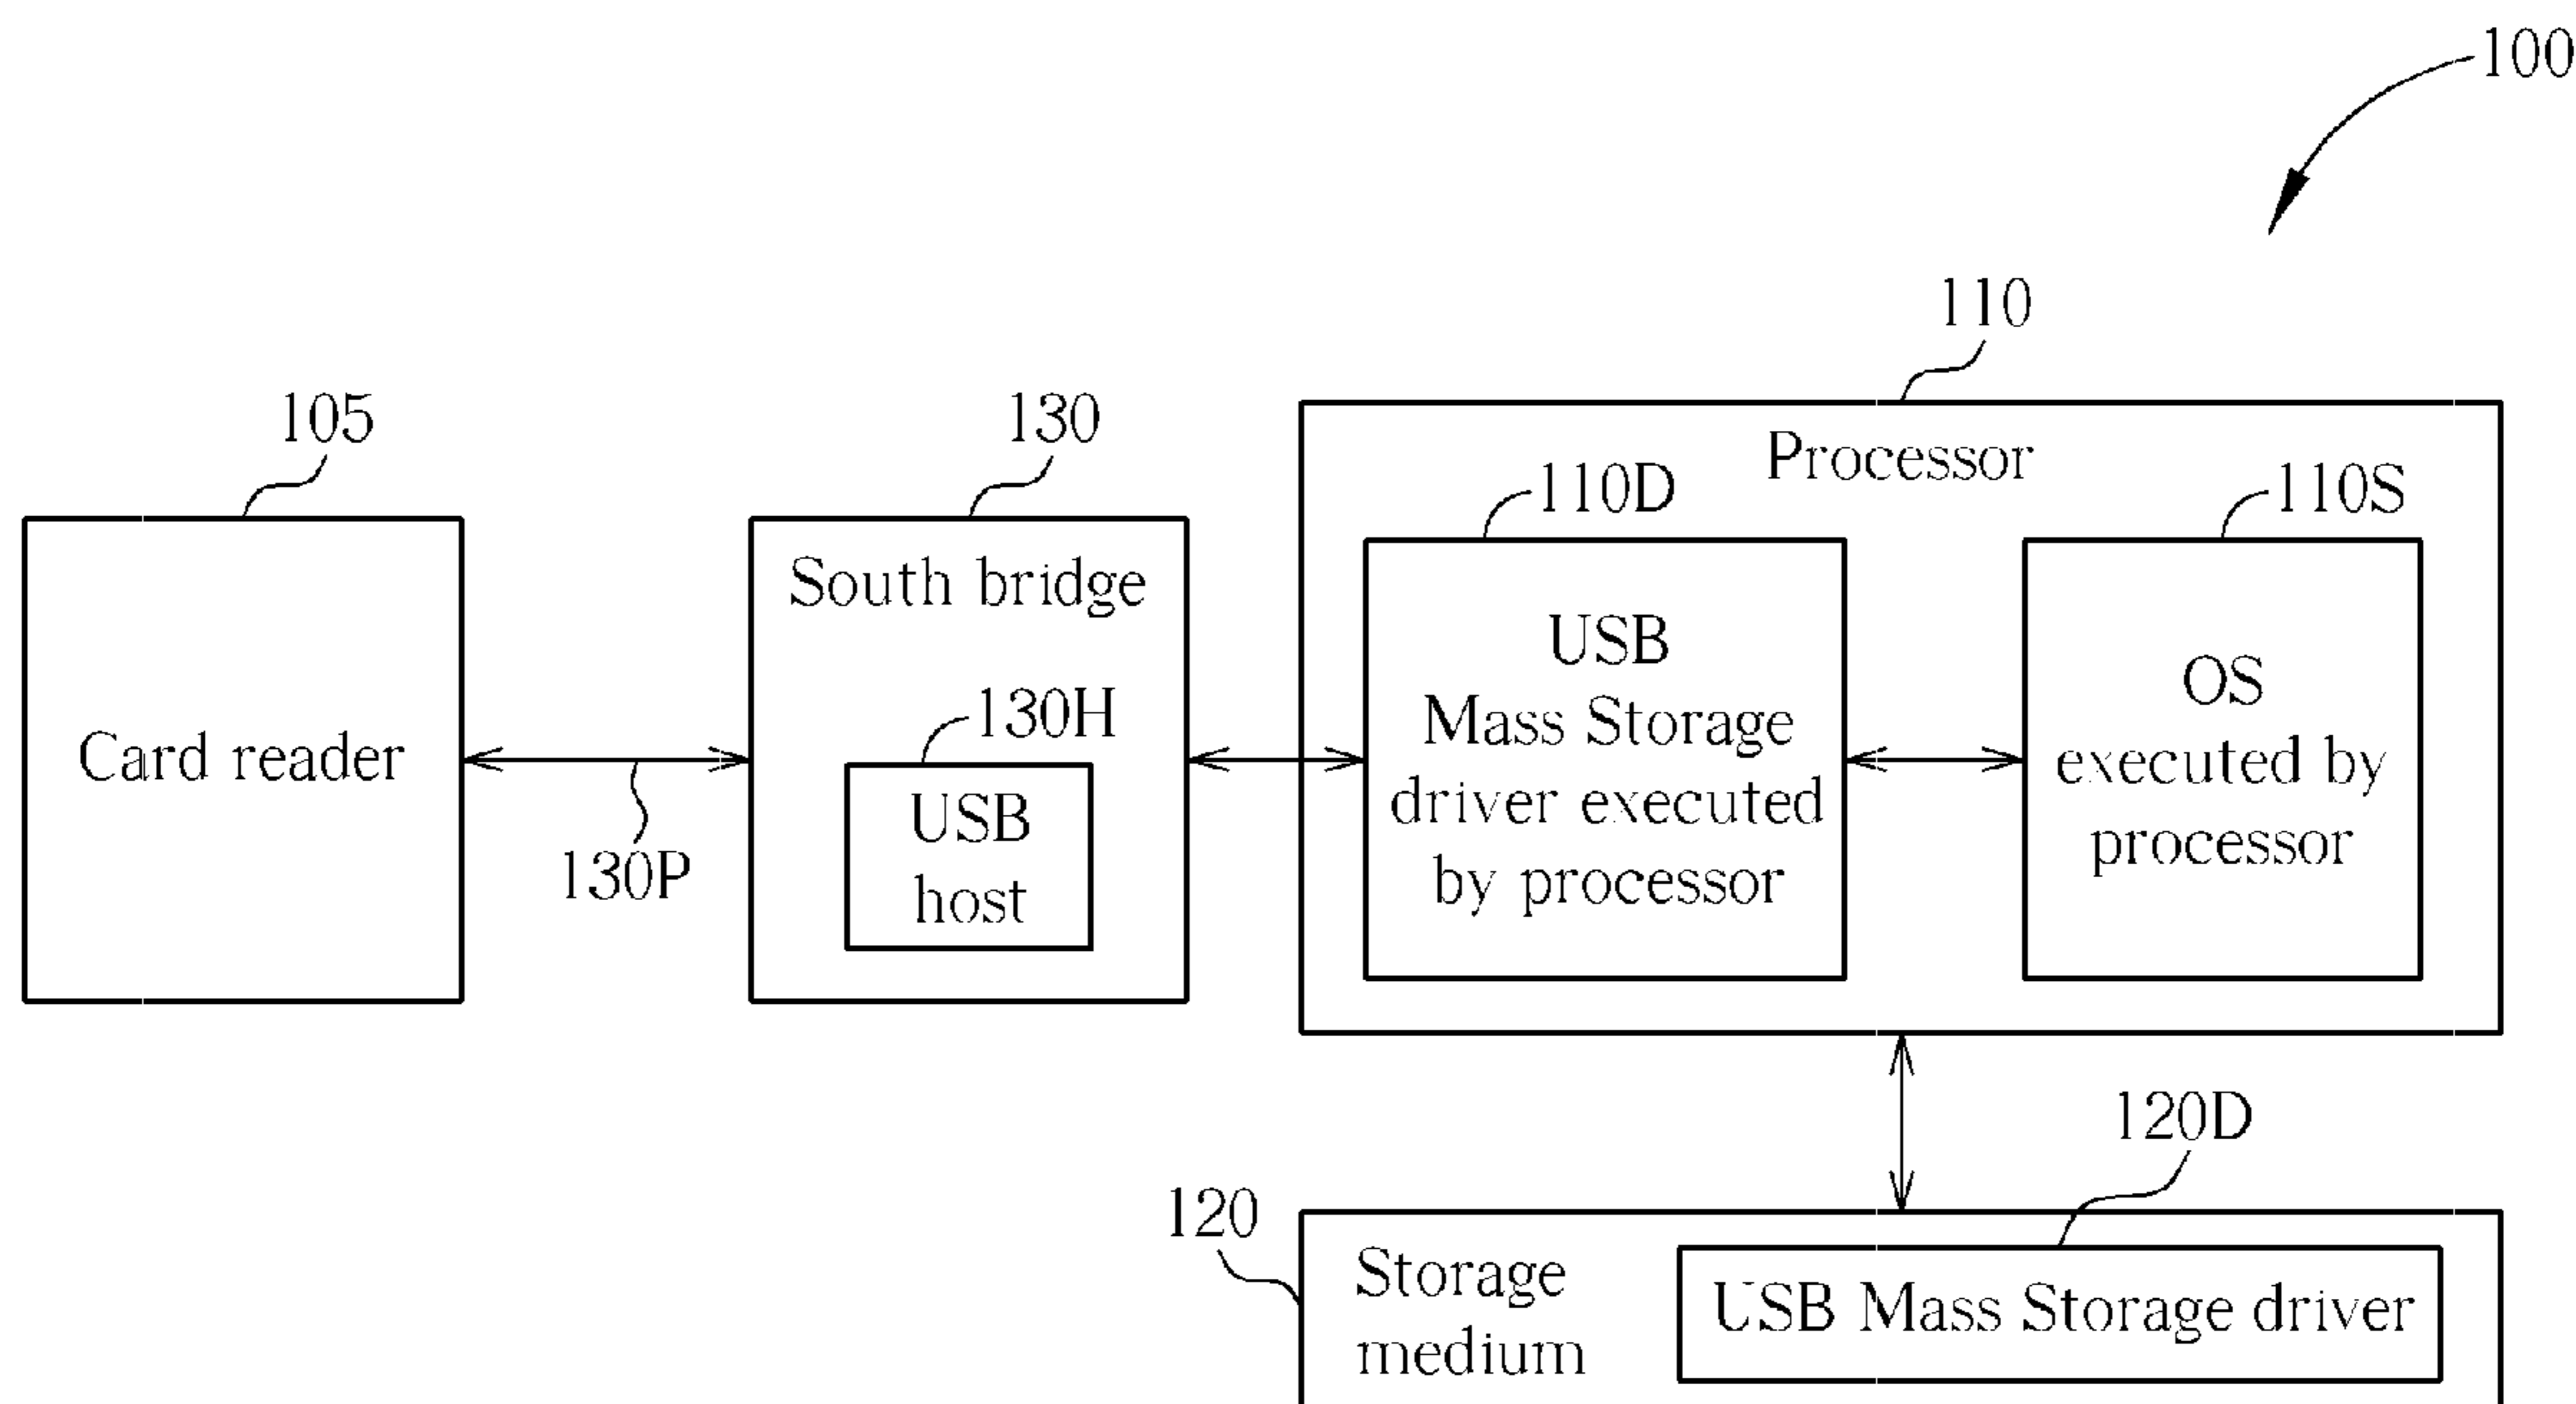 100
110
105
130
Processor
110D
110S
South bridge
USB
Mass Storage
driver executed
by processor
OS
executed by
processor
Card reader
130H
USB
host
130P
120D
120
Storage
medium
USB Mass Storage driver